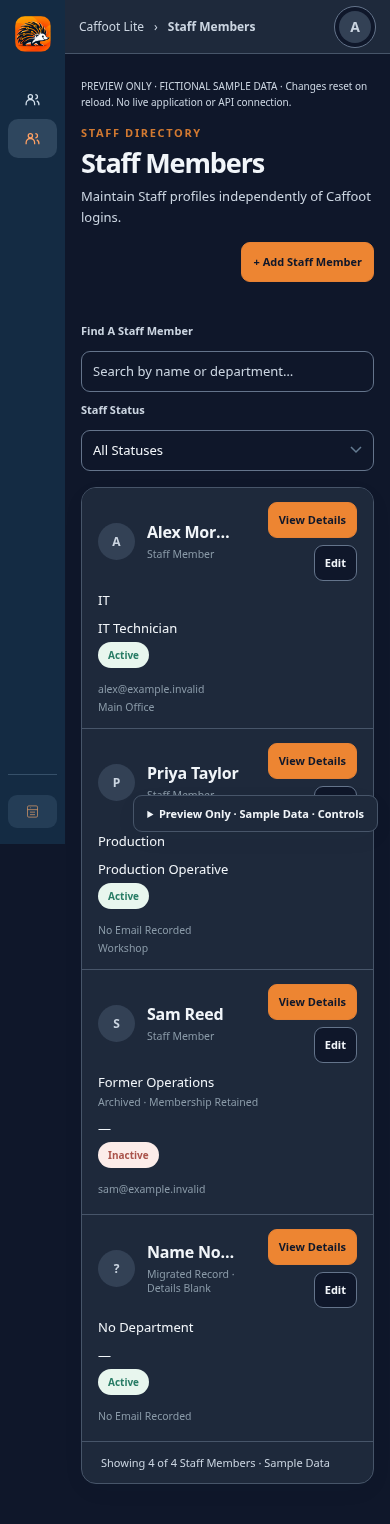 Caffoot Lite › Staff Members
A
PREVIEW ONLY · FICTIONAL SAMPLE DATA · Changes reset on
reload. No live application or API connection.
STAFF DIRECTORY
Staff Members
Maintain Staff profiles independently of Caffoot
logins.
+ Add Staff Member
Find A Staff Member
Search by name or department...
Staff Status
All Statuses
A
Alex Mor...
Staff Member
View Details
Edit
IT
IT Technician
Active
alex@example.invalid
Main Office
P
Priya Taylor
View Details
▶ Preview Only · Sample Data · Controls
Production
Production Operative
Active
No Email Recorded
Workshop
S
Sam Reed
Staff Member
View Details
Edit
Former Operations
Archived · Membership Retained
—
Inactive
sam@example.invalid
?
Name No...
Migrated Record ·
Details Blank
View Details
Edit
No Department
—
Active
No Email Recorded
Showing 4 of 4 Staff Members · Sample Data